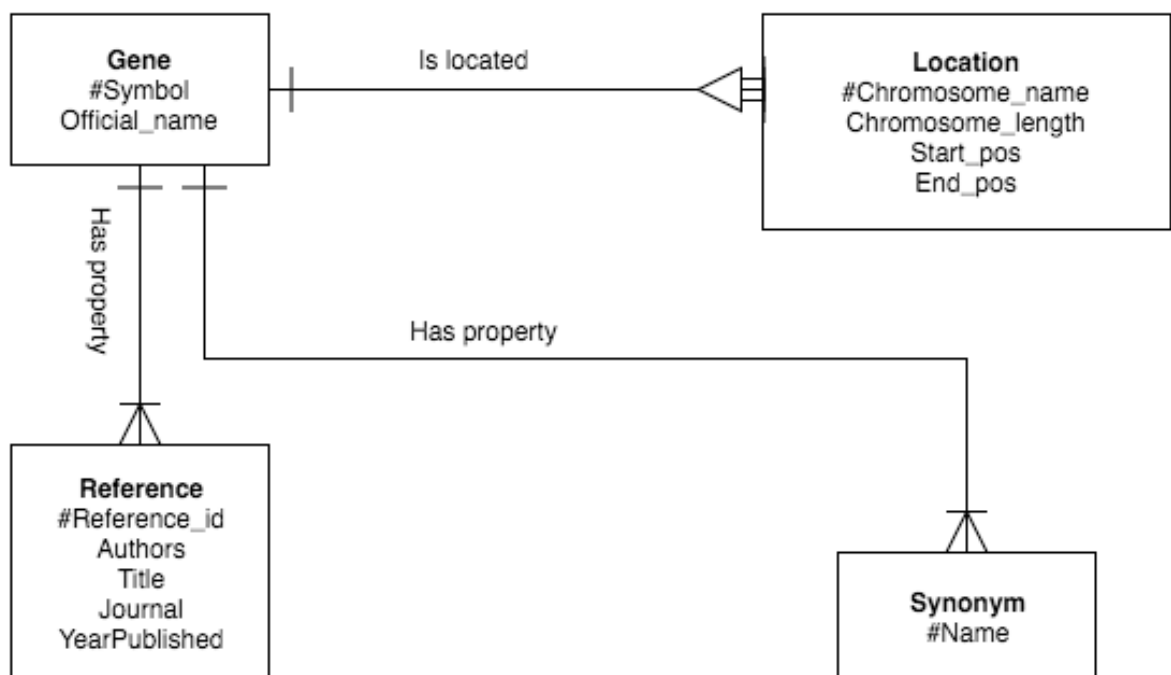 Gene
#Symbol
Official_name
Is located
Location
#Chromosome_name
Chromosome_length
Start_pos
End_pos
Has property
Has property
Reference
#Reference_id
Authors
Title
Journal
YearPublished
Synonym
#Name